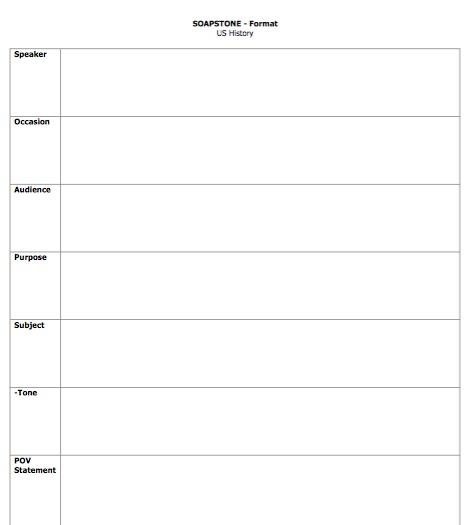 SOAPSTONE - Format
US History
Speaker
Occasion
Audience
Purpose
Subject
-Tone
POV
Statement